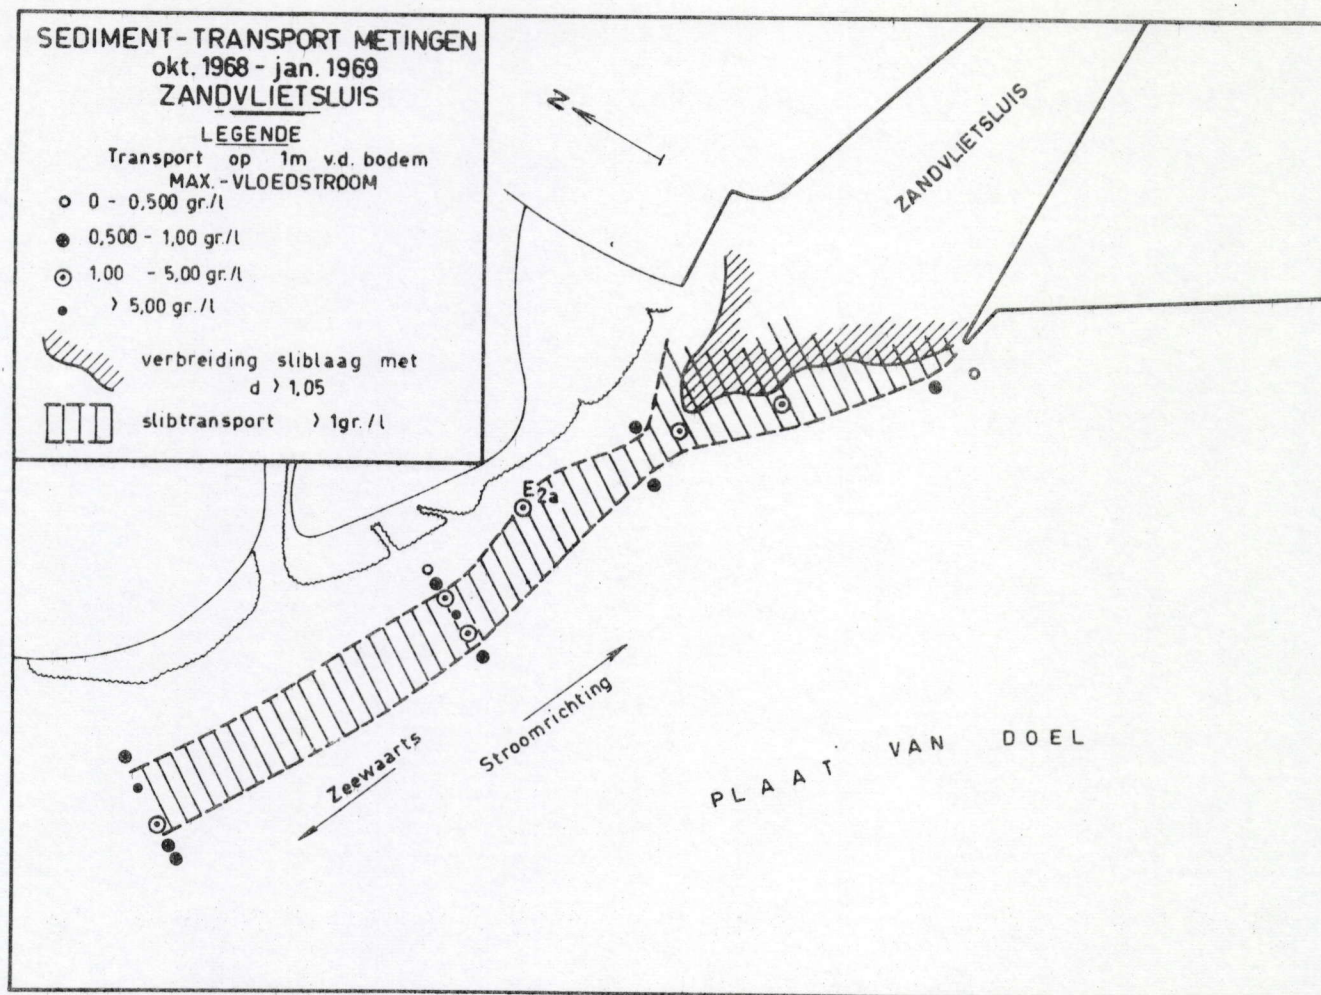 SEDIMENT-TRANSPORT METINGEN
okt. 1968 - jan. 1969
ZANDVLIETSLUIS
LEGENDE
Transport op 1m v.d. bodem
MAX.-VLOEDSTROOM
0 - 0,500 gr./l
0,500 - 1,00 gr./l
1,00 - 5,00 gr./l
> 5,00 gr./l
verbreiding sliblaag met
d > 1,05
slibtransport > 1gr./l
N
ZANDVLIETSLUIS
E2a
Zeewaarts
Stroomrichting
PLAAT VAN DOEL